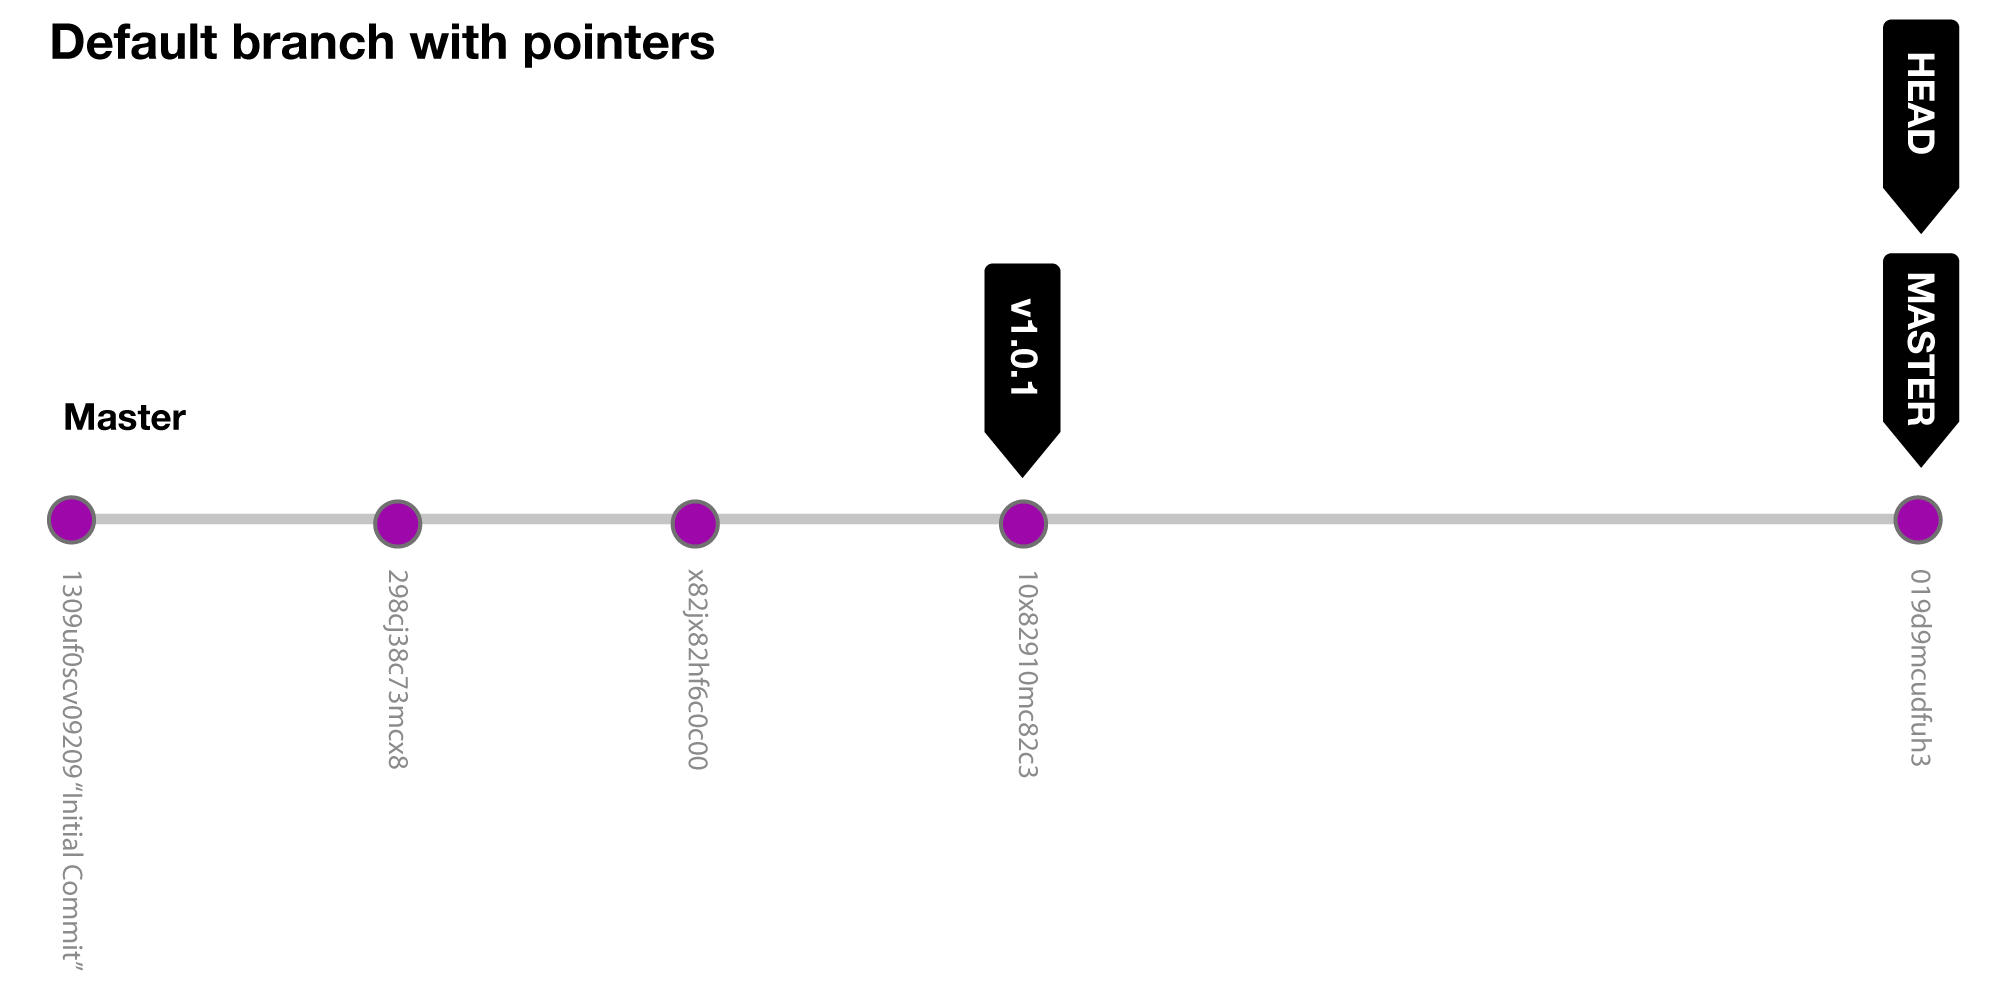 Default branch with pointers
HEAD
MASTER
v1.0.1
Master
1309uf0scv09209 “Initial Commit”
298cj38c73mcx8
x82jx82hf6c0c00
10x82910mc82c3
019d9mcudfuh3